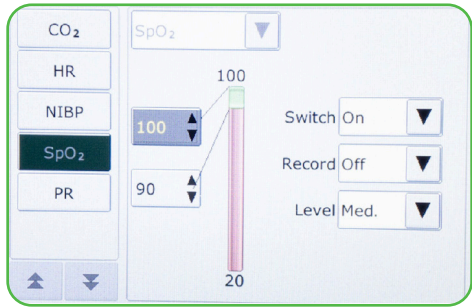 CO₂
HR
NIBP
SpO₂
PR
SpO₂
100
100
90
20
Switch On
Record Off
Level Med.